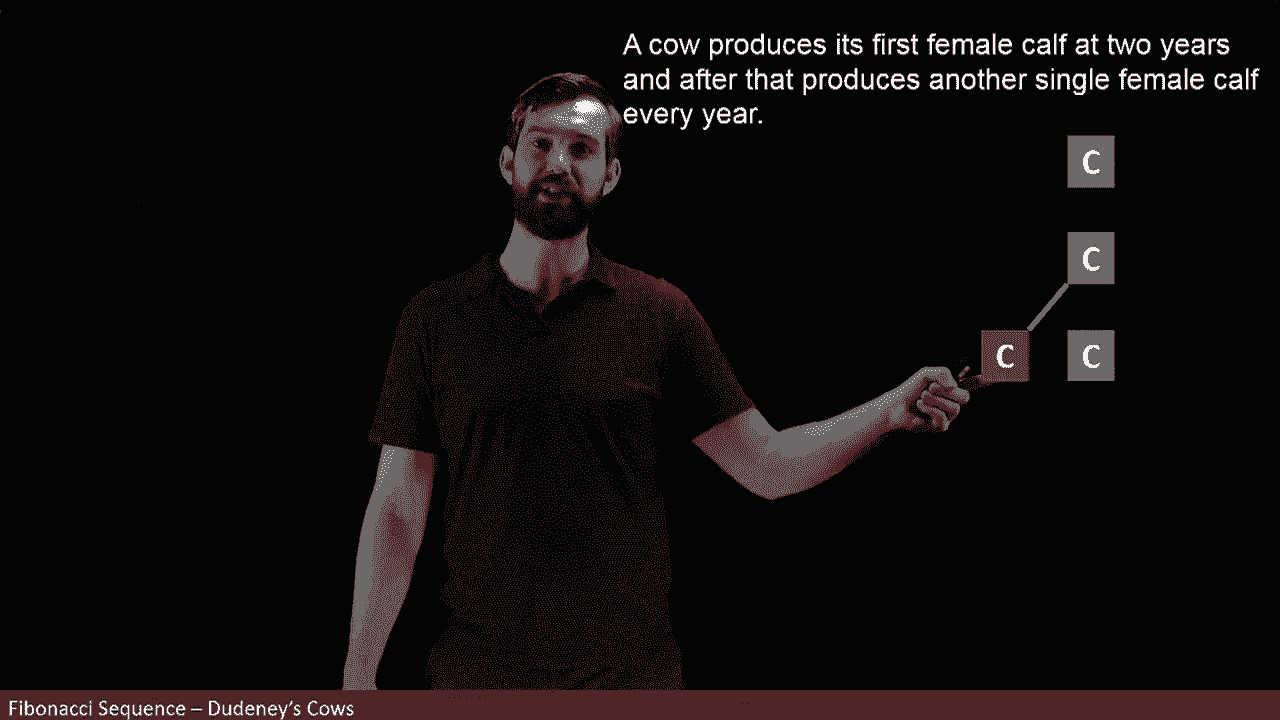 A cow produces its first female calf at two years
and after that produces another single female calf
every year.
C
C
C C
Fibonacci Sequence – Dudeney's Cows